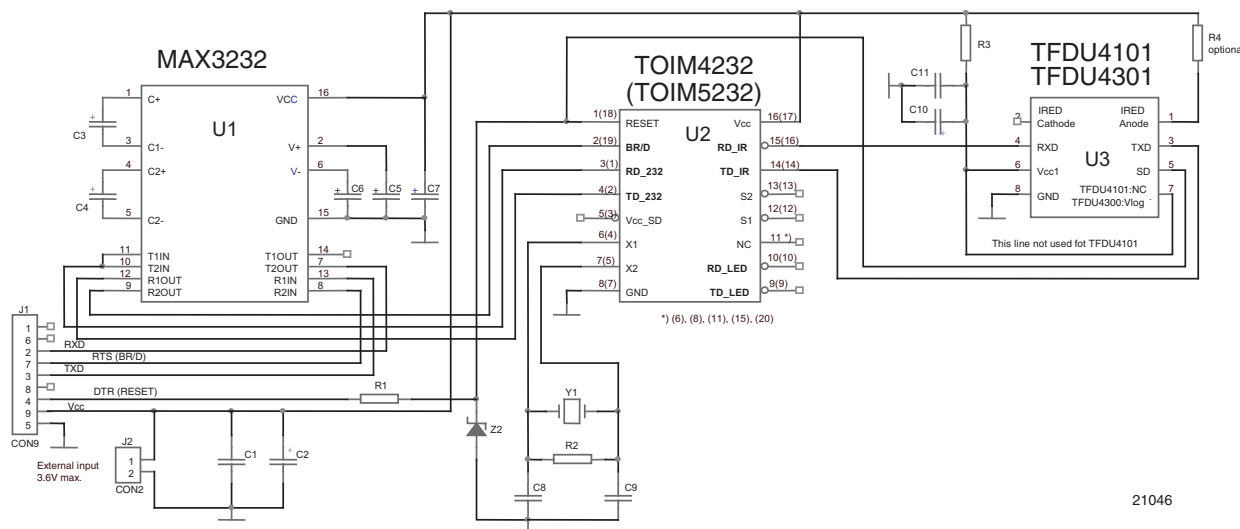 MAX3232
TOIM4232
(TOIM5232)
TFDU4101
TFDU4301
R3
R4
optional
C11
C10
1 C+ VCC 16
U1
C3
3 C1- V+ 2
4 C2+ V- 6
C4
C6 C5 C7
5 C2- GND 15
11 T1IN T1OUT 14
10 T2IN T2OUT 7
12 R1OUT R1IN 13
9 R2OUT R2IN 8
1(18) RESET Vcc 16(17)
U2
2(19) BR/D RD_IR 15(16)
3(1) RD_232 TD_IR 14(14)
4(2) TD_232 S2 13(13)
5(3) Vcc_SD S1 12(12)
6(4) X1 NC 11 *)
7(5) X2 RD_LED 10(10)
8(7) GND TD_LED 9(9)
*) (6), (8), (11), (15), (20)
2 IRED Cathode IRED Anode 1
4 RXD TXD 3
U3
6 Vcc1 SD 5
8 GND TFDU4101:NC 7
TFDU4300:Vlog
This line not used fot TFDU4101
J1
1
6
2 RXD
7 RTS (BR/D)
3 TXD
8
4 DTR (RESET) R1
9 Vcc
5
CON9
External input
3.6V max.
J2
1
2
CON2
C1
C2
Z2
Y1
R2
C8
C9
21046